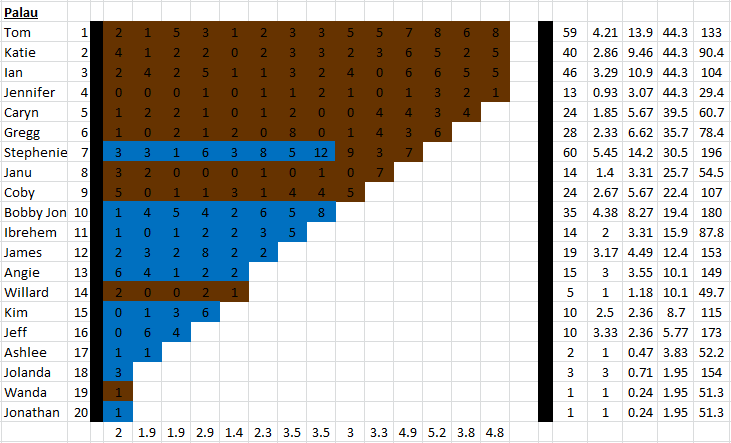 Palau
Tom 1 2 1 5 3 1 2 3 3 5 5 7 8 6 8 59 4.21 13.9 44.3 133
Katie 2 4 1 2 2 0 2 3 3 2 3 6 5 2 5 40 2.86 9.46 44.3 90.4
Ian 3 2 4 2 5 1 1 3 2 4 0 6 6 5 5 46 3.29 10.9 44.3 104
Jennifer 4 0 0 0 1 0 1 1 2 1 0 1 3 2 1 13 0.93 3.07 44.3 29.4
Caryn 5 1 2 2 1 0 1 2 0 0 4 4 3 4 24 1.85 5.67 39.5 60.7
Gregg 6 1 0 2 1 2 0 8 0 1 4 3 6 28 2.33 6.62 35.7 78.4
Stephenie 7 3 3 1 6 3 8 5 12 9 3 7 60 5.45 14.2 30.5 196
Janu 8 3 2 0 0 0 1 0 1 0 7 14 1.4 3.31 25.7 54.5
Coby 9 5 0 1 1 3 1 4 4 5 24 2.67 5.67 22.4 107
Bobby Jon 10 1 4 5 4 2 6 5 8 35 4.38 8.27 19.4 180
Ibrehem 11 1 0 1 2 2 3 5 14 2 3.31 15.9 87.8
James 12 2 3 2 8 2 2 19 3.17 4.49 12.4 153
Angie 13 6 4 1 2 2 15 3 3.55 10.1 149
Willard 14 2 0 0 2 1 5 1 1.18 10.1 49.7
Kim 15 0 1 3 6 10 2.5 2.36 8.7 115
Jeff 16 0 6 4 10 3.33 2.36 5.77 173
Ashlee 17 1 1 2 1 0.47 3.83 52.2
Jolanda 18 3 3 3 0.71 1.95 154
Wanda 19 1 1 1 0.24 1.95 51.3
Jonathan 20 1 1 1 0.24 1.95 51.3
2 1.9 1.9 2.9 1.4 2.3 3.5 3.5 3 3.3 4.9 5.2 3.8 4.8